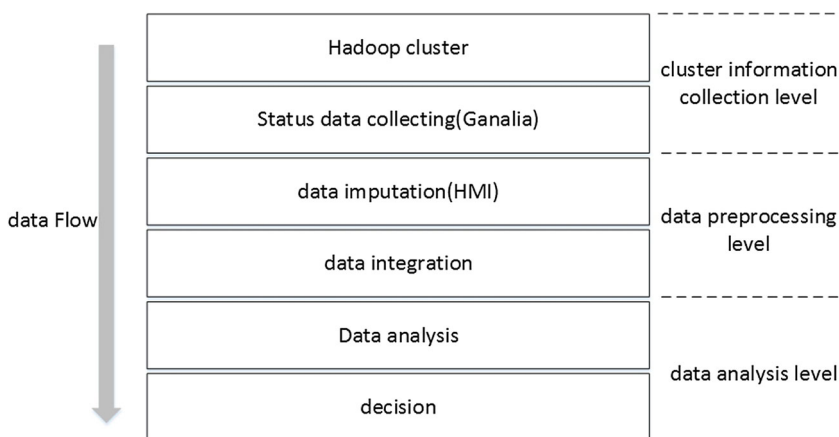 Hadoop cluster
cluster information
collection level
Status data collecting(Ganalia)
data imputation(HMI)
data Flow
data preprocessing
level
data integration
Data analysis
data analysis level
decision